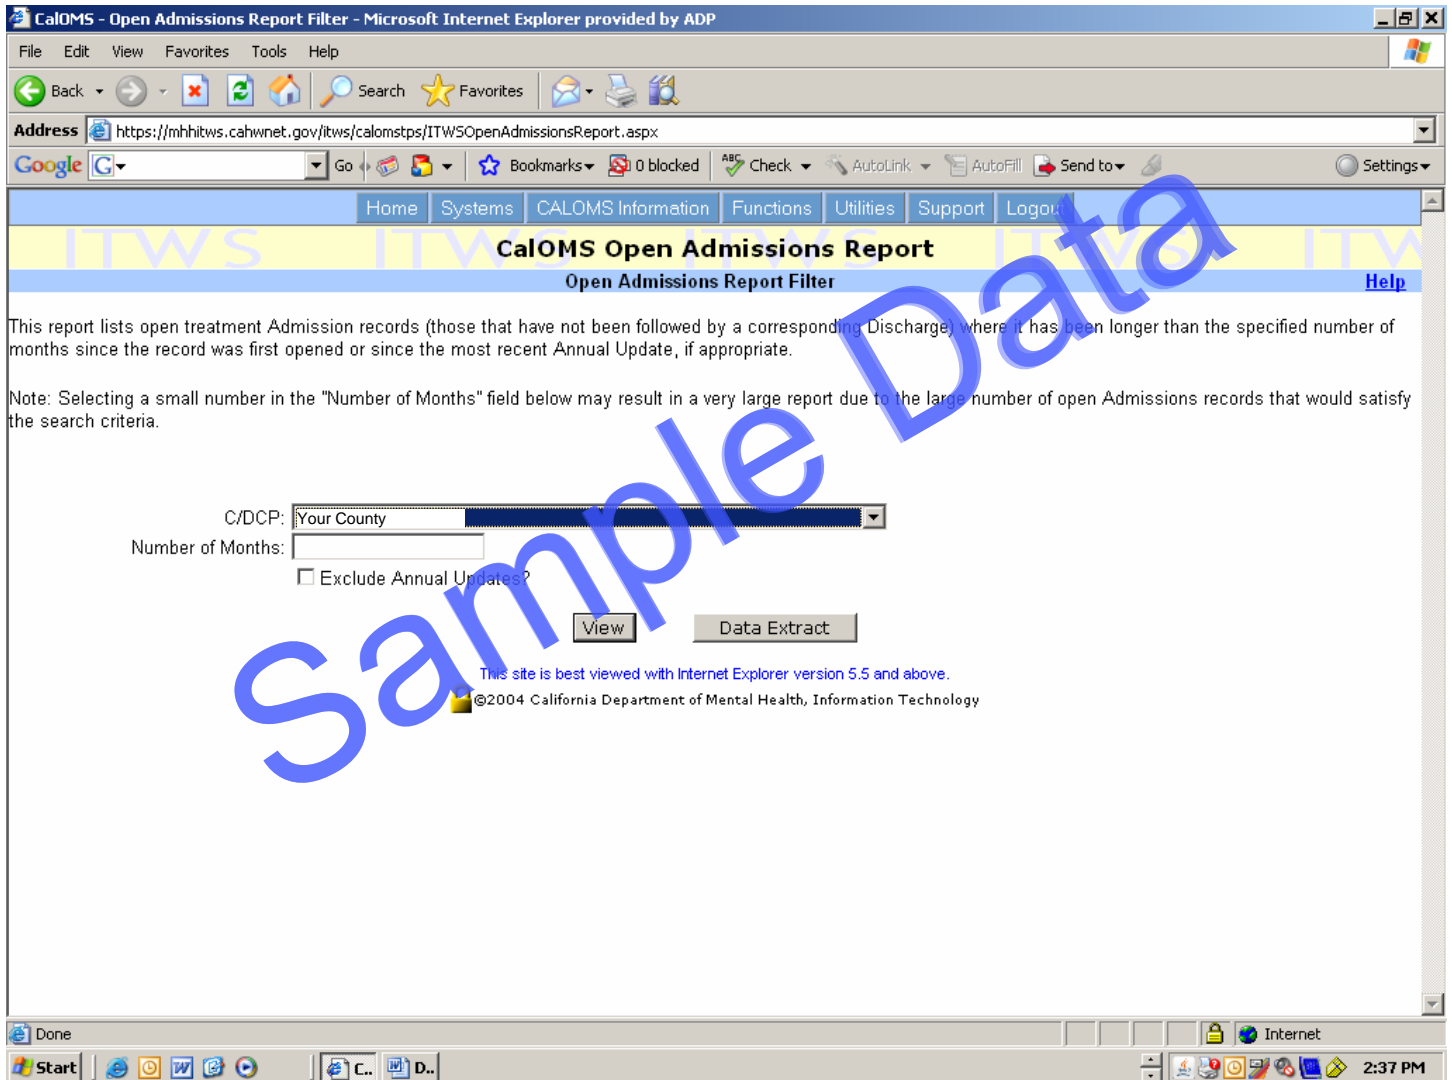 CalOMS - Open Admissions Report Filter - Microsoft Internet Explorer provided by ADP
File Edit View Favorites Tools Help
Back Search Favorites
Address https://mhhitws.cahwnet.gov/itws/calomstps/ITWSOpenAdmissionsReport.aspx
Google G Go Bookmarks 0 blocked ABC Check AutoLink AutoFill Send to Settings
Home Systems CALOMS Information Functions Utilities Support Logout
ITWS ITWS ITWS ITWS ITW
CalOMS Open Admissions Report
Open Admissions Report Filter Help
This report lists open treatment Admission records (those that have not been followed by a corresponding Discharge) where it has been longer than the specified number of
months since the record was first opened or since the most recent Annual Update, if appropriate.
Note: Selecting a small number in the "Number of Months" field below may result in a very large report due to the large number of open Admissions records that would satisfy
the search criteria.
C/DCP: Your County
Number of Months:
Exclude Annual Updates?
View Data Extract
This site is best viewed with Internet Explorer version 5.5 and above.
©2004 California Department of Mental Health, Information Technology
Sample Data
Done Internet
Start C.. D.. 2:37 PM